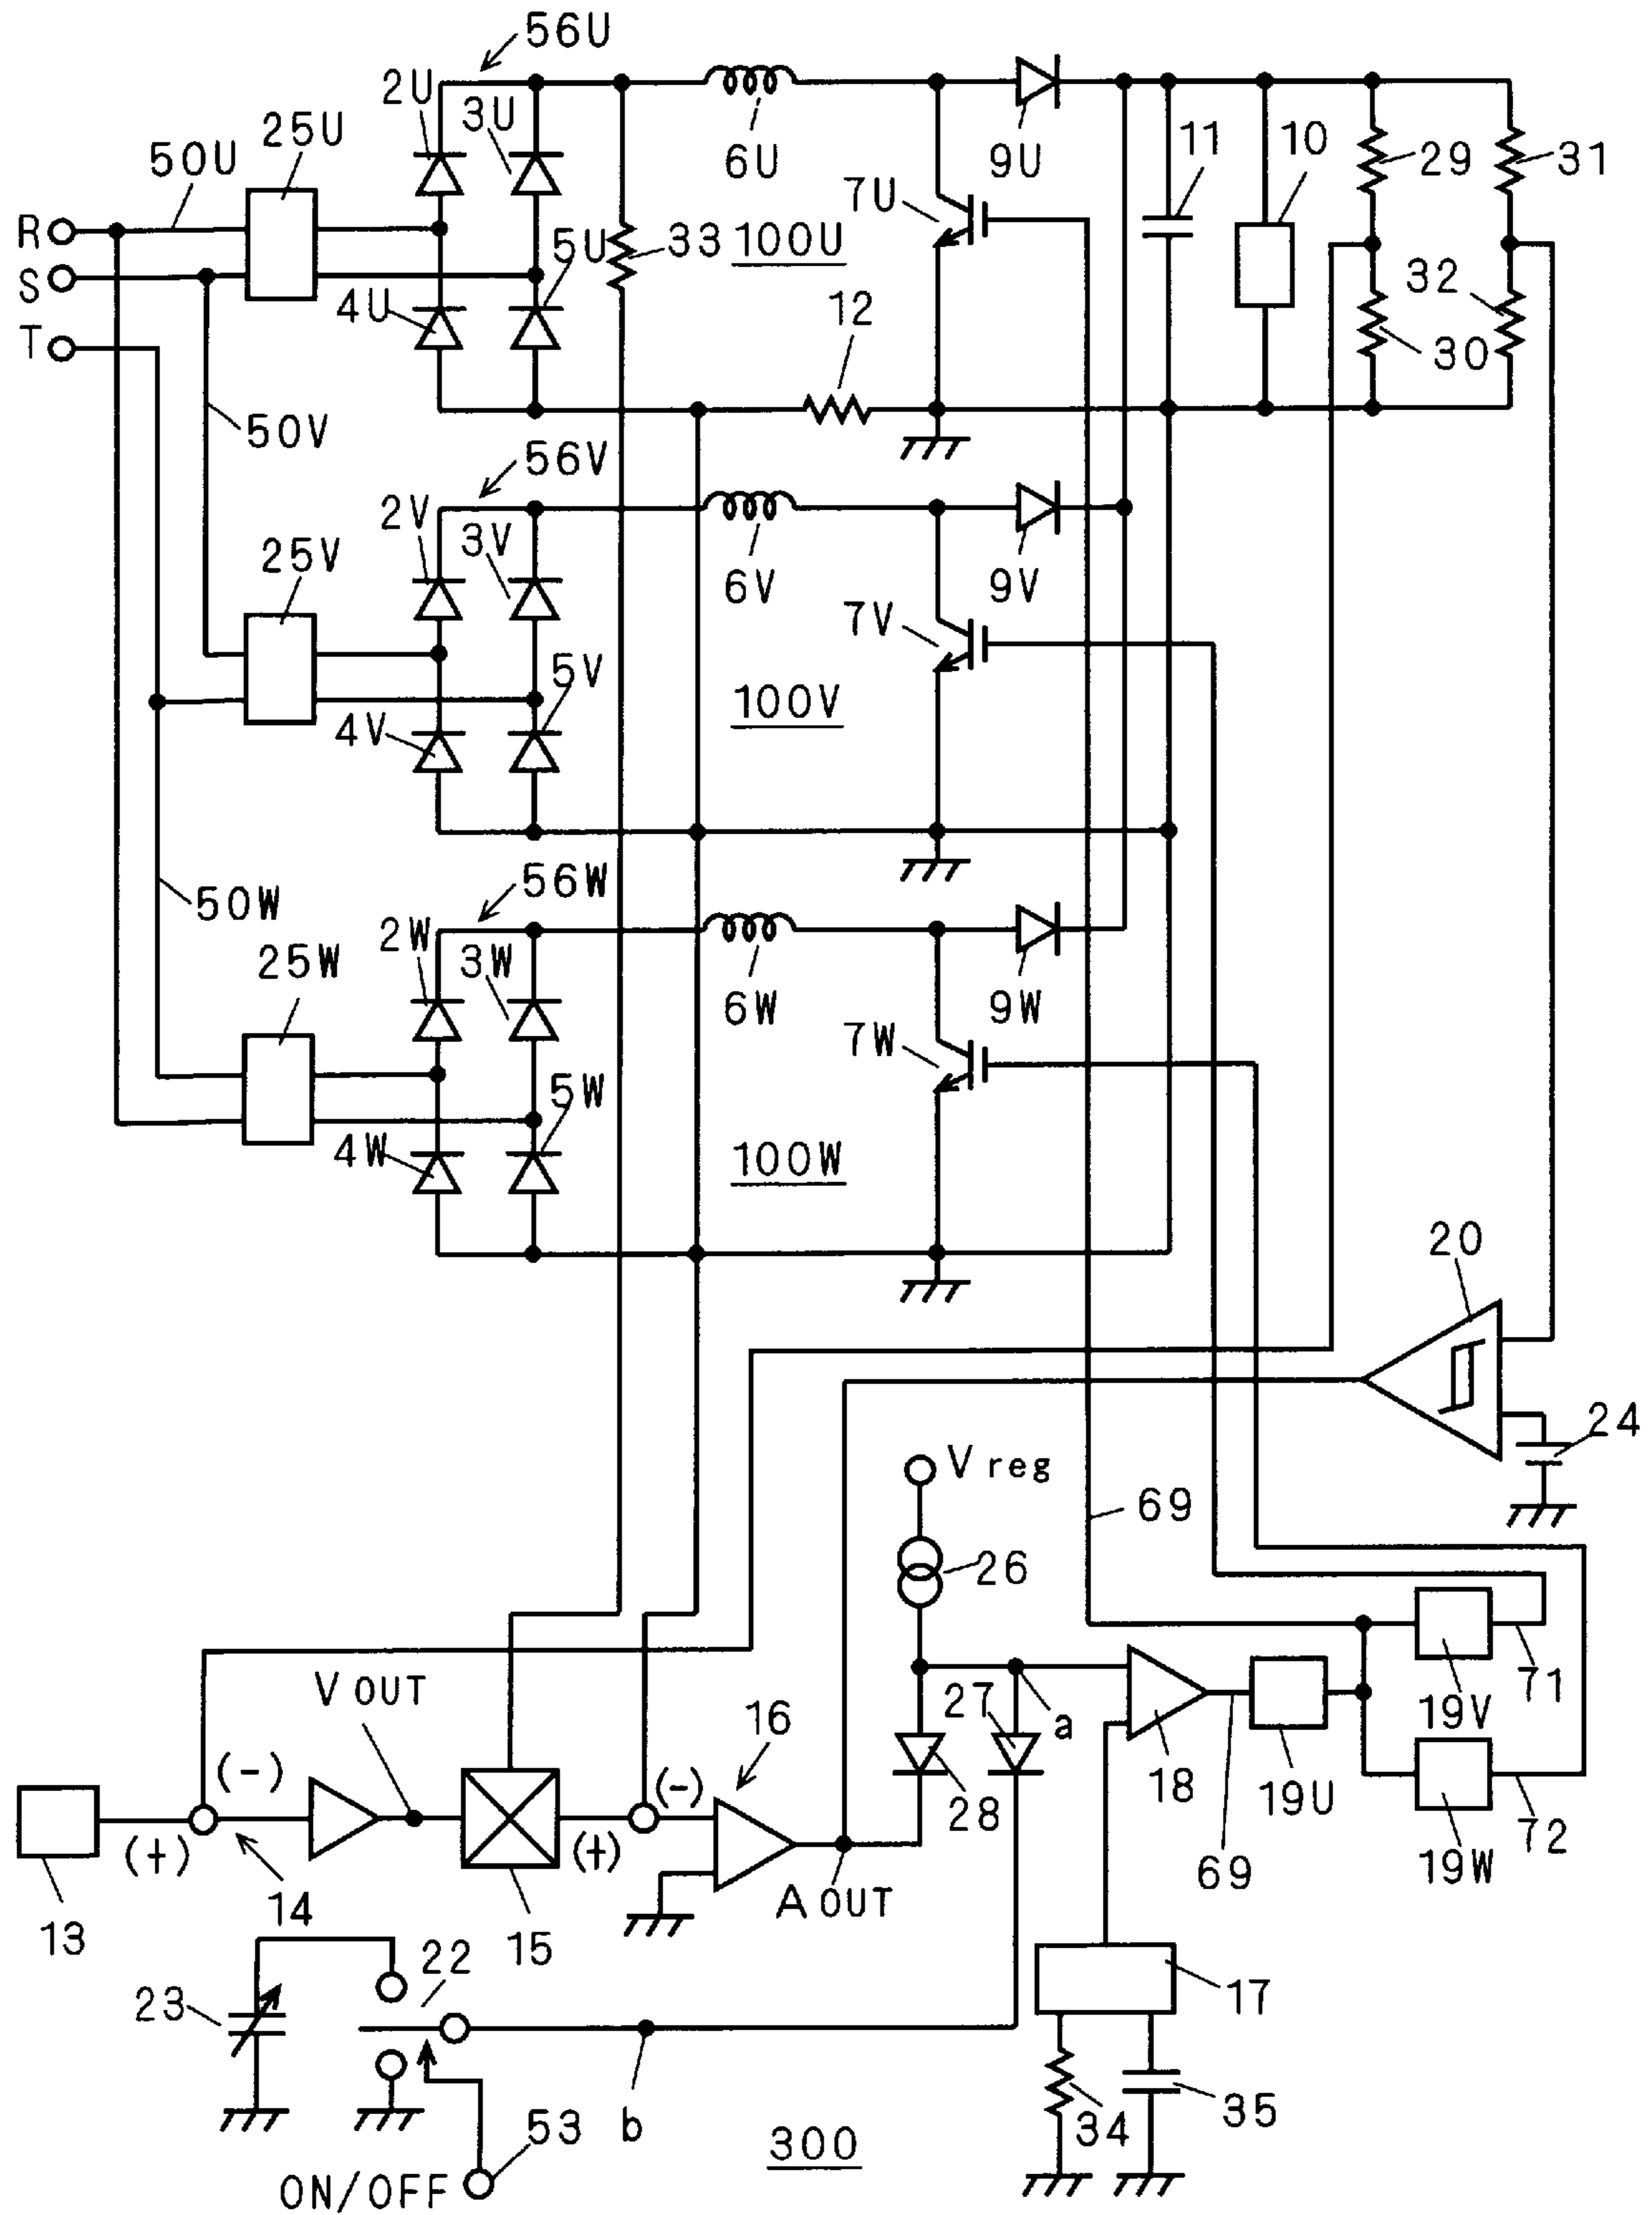 56U
2U
3U
25U
50U
6U
9U
11
10
29
31
7U
R
S
T
5U
33
100U
4U
12
32
30
50V
56V
2V
3V
25V
6V
9V
7V
5V
100V
4V
50W
56W
2W
3W
25W
6W
9W
7W
5W
4W
100W
20
24
Vreg
69
26
VOUT
27
a
16
18
19U
19V
71
(-)
(-)
28
(+)
(+)
69
19W
72
13
14
15
AOUT
22
23
17
34
35
b
53
300
ON/OFF